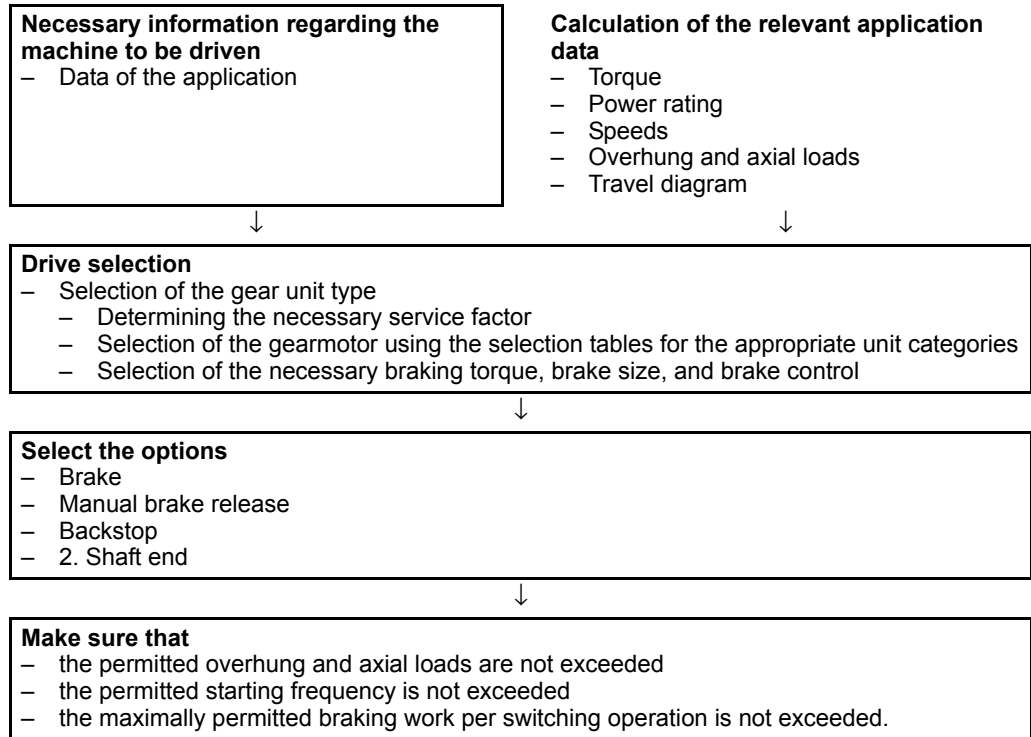 Necessary information regarding the
machine to be driven
– Data of the application
Calculation of the relevant application
data
– Torque
– Power rating
– Speeds
– Overhung and axial loads
– Travel diagram
↓ ↓
Drive selection
– Selection of the gear unit type
– Determining the necessary service factor
– Selection of the gearmotor using the selection tables for the appropriate unit categories
– Selection of the necessary braking torque, brake size, and brake control
↓
Select the options
– Brake
– Manual brake release
– Backstop
– 2. Shaft end
↓
Make sure that
– the permitted overhung and axial loads are not exceeded
– the permitted starting frequency is not exceeded
– the maximally permitted braking work per switching operation is not exceeded.